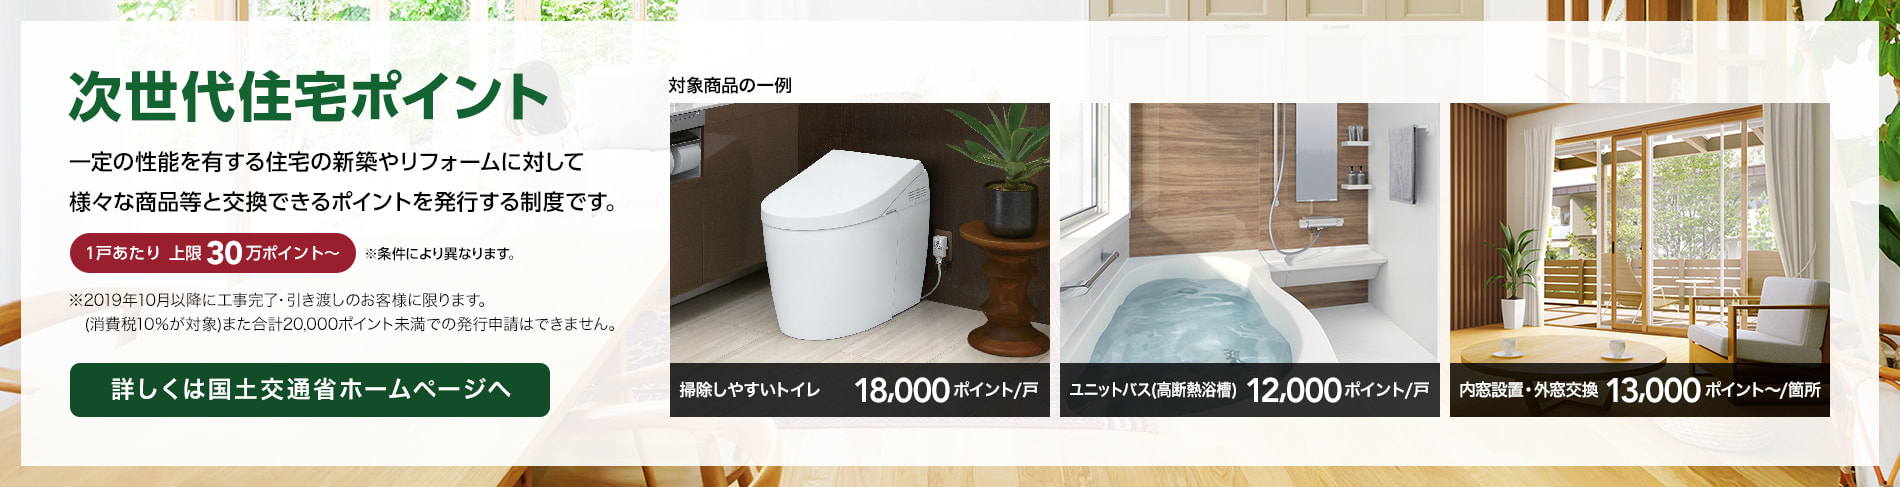 次世代住宅ポイント
一定の性能を有する住宅の新築やリフォームに対して
様々な商品等と交換できるポイントを発行する制度です。
1戸あたり 上限 30 万ポイント～ ※条件により異なります。
※2019年10月以降に工事完了・引き渡しのお客様に限ります。
(消費税10%が対象)また合計20,000ポイント未満での発行申請はできません。
詳しくは国土交通省ホームページへ
対象商品の一例
掃除しやすいトイレ 18,000 ポイント/戸
ユニットバス(高断熱浴槽) 12,000 ポイント/戸
内窓設置・外窓交換 13,000 ポイント～/箇所